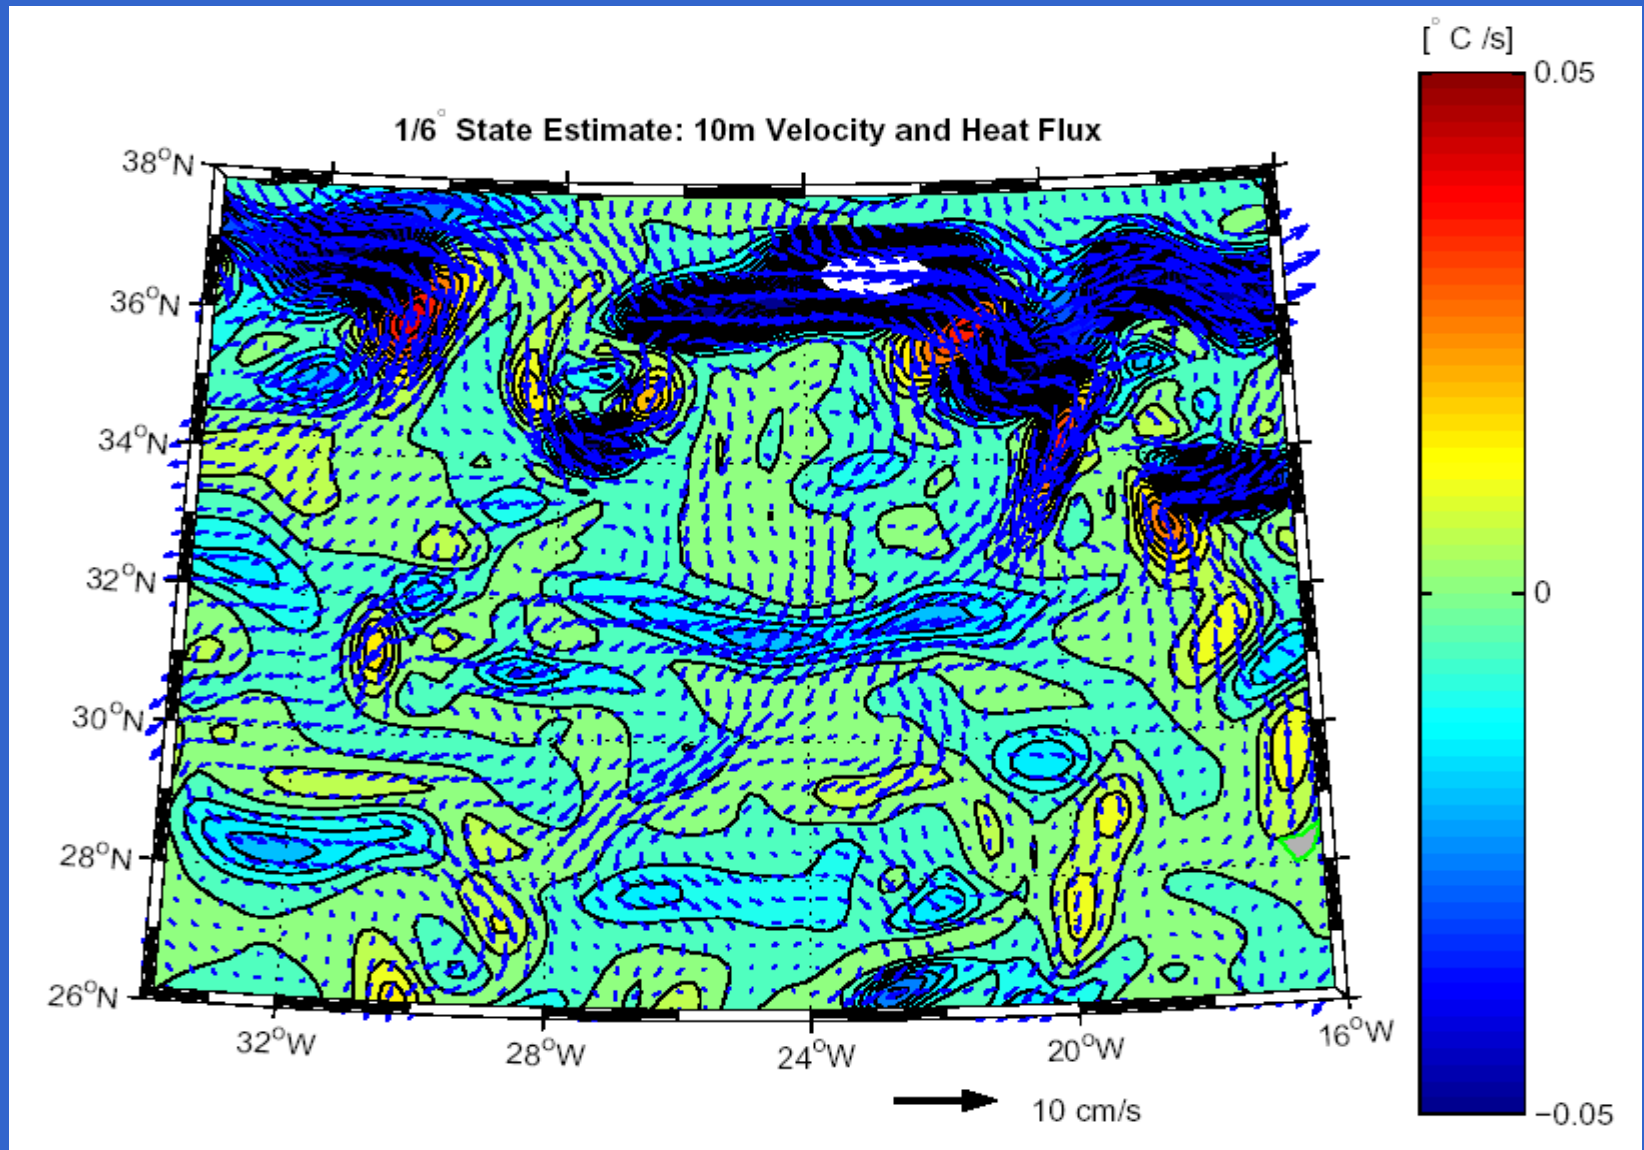 [° C /s]
0.05
1/6° State Estimate: 10m Velocity and Heat Flux
38°N
36°N
34°N
32°N
0
30°N
28°N
26°N
32°W
28°W
24°W
20°W
16°W
10 cm/s
−0.05